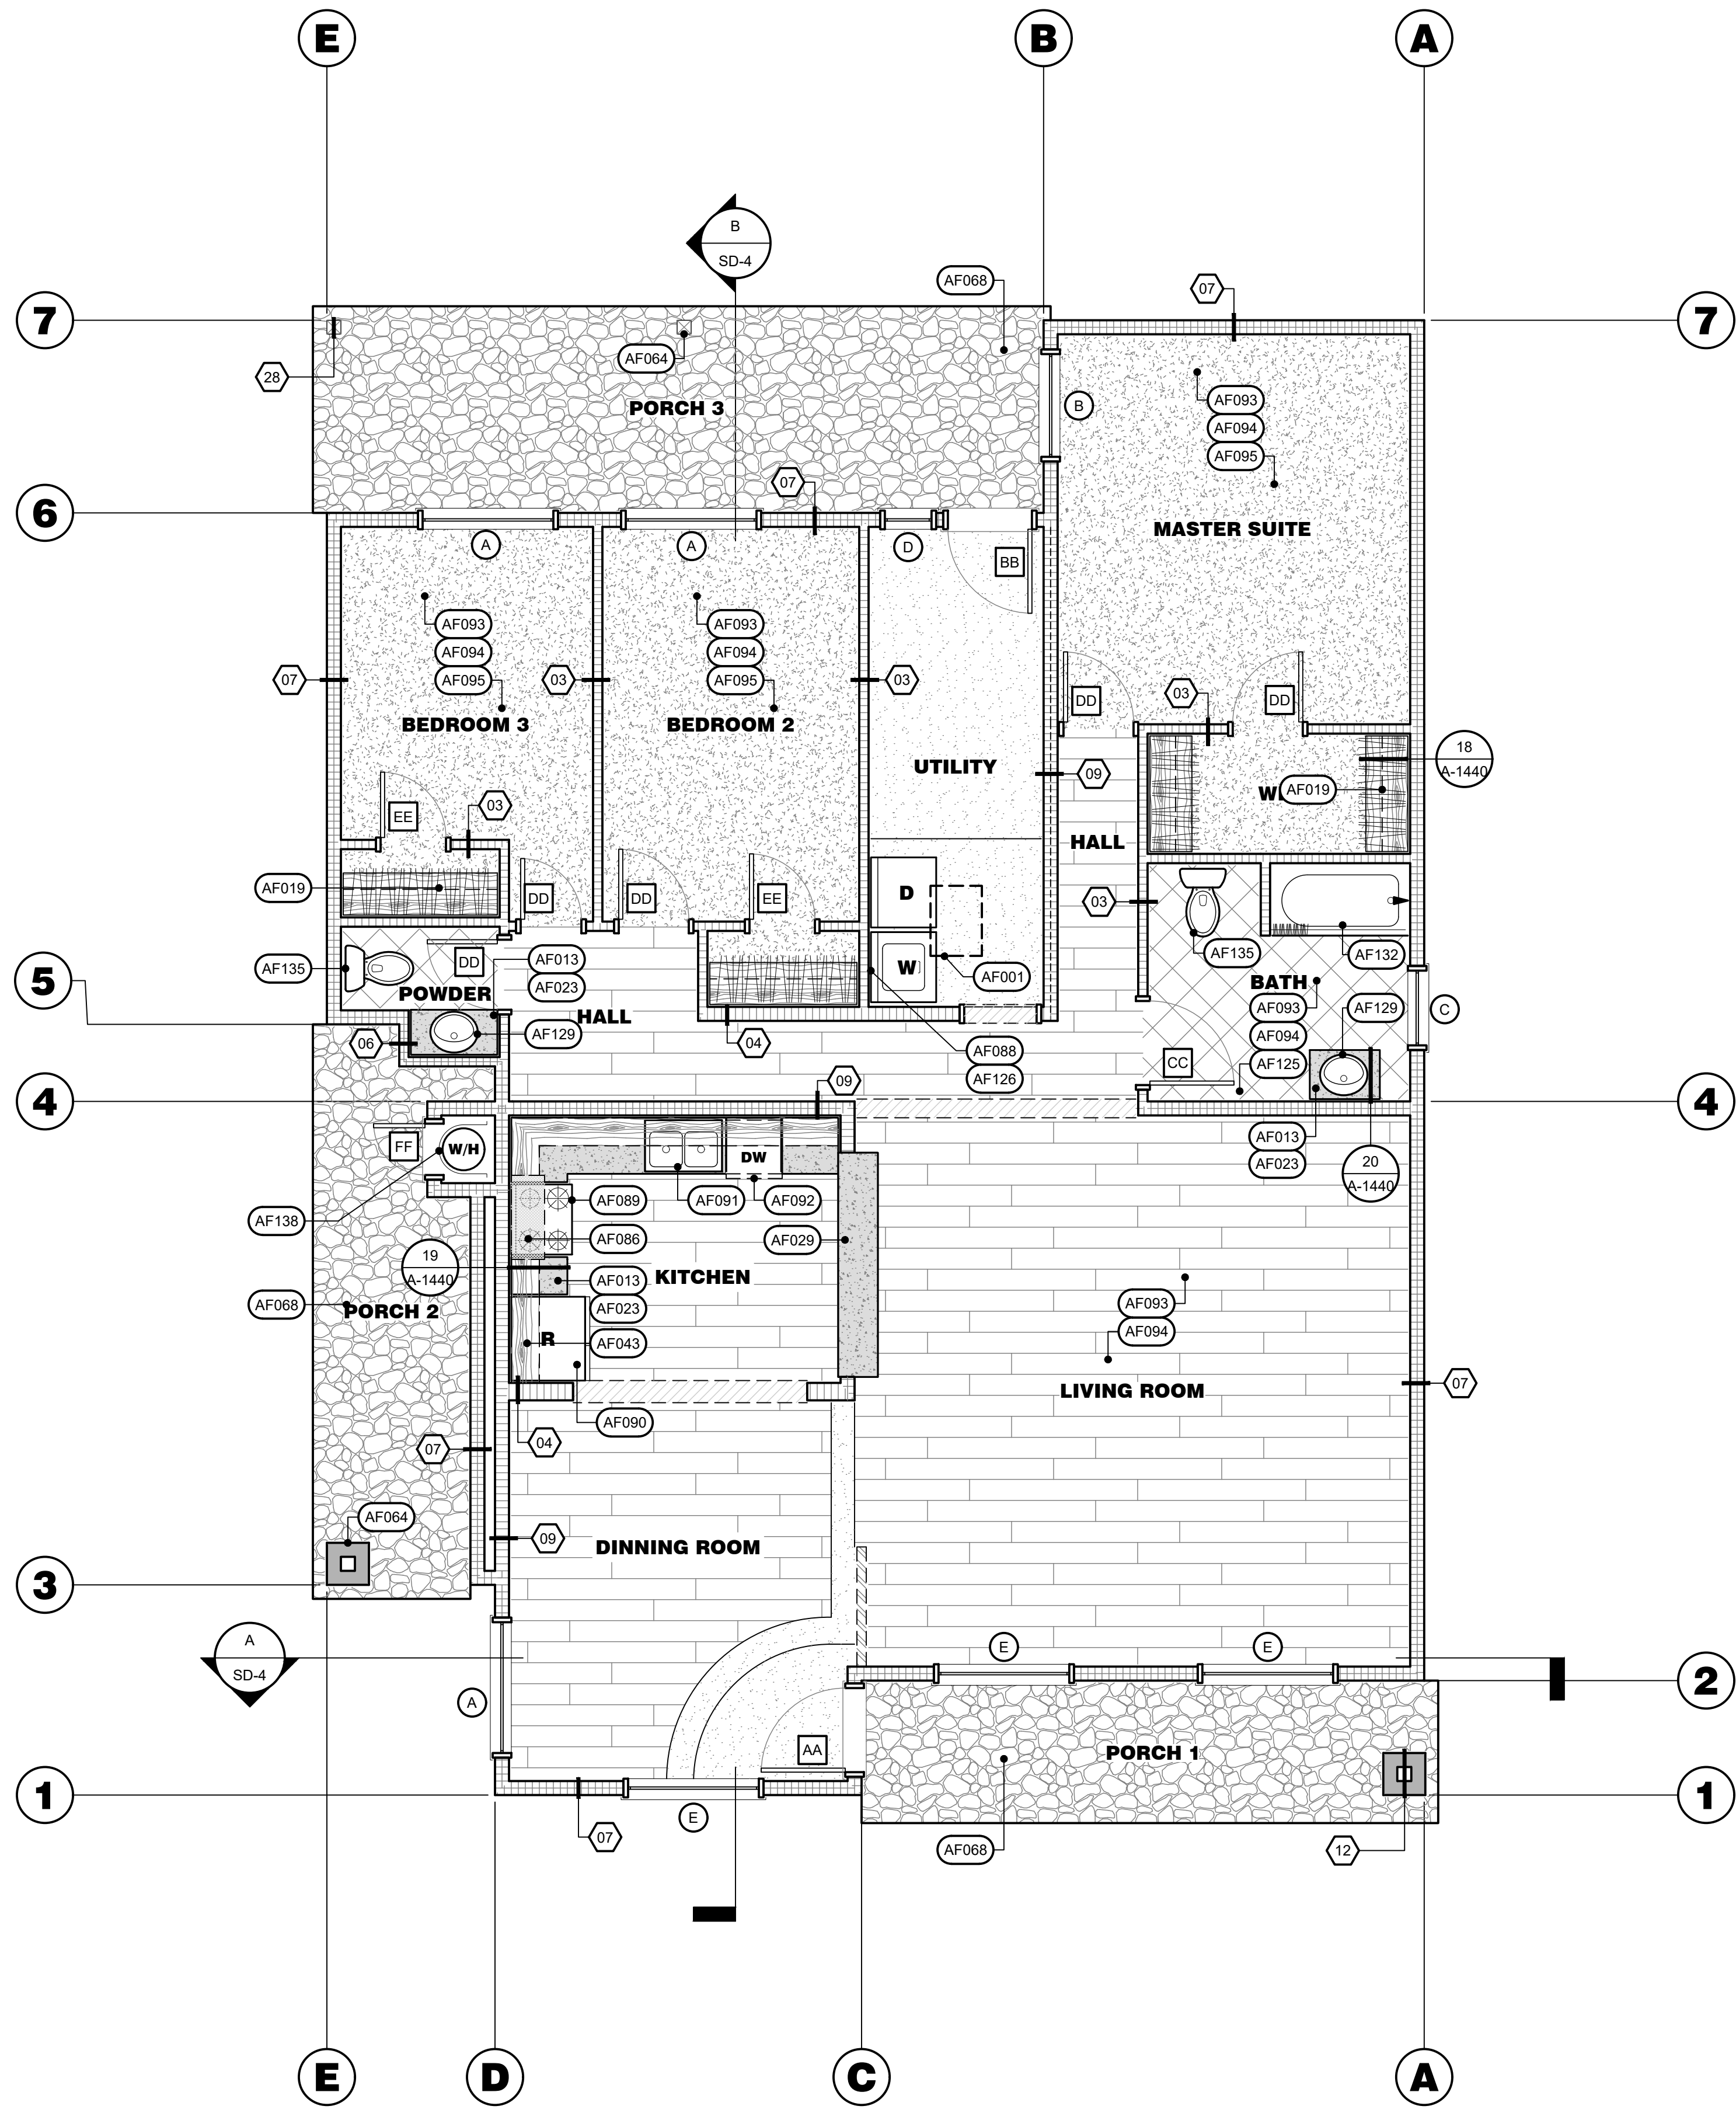 E
B
A
B
SD-4
AF068
07
7
7
AF064
28
PORCH 3
B
AF093
AF094
AF095
07
6
MASTER SUITE
A
A
D
BB
AF093
AF094
AF095
AF093
AF094
AF095
07
03
03
DD
03
DD
BEDROOM 3
BEDROOM 2
UTILITY
09
18
A-1440
AF019
EE
03
HALL
AF019
DD
DD
EE
D
03
AF135
DD
AF013
AF023
W
AF001
AF135
AF132
5
POWDER
BATH
HALL
AF093
AF129
C
AF129
06
04
AF088
AF094
AF126
CC
AF125
09
4
4
FF
W/H
DW
AF013
AF023
20
A-1440
AF138
AF089
AF091
AF092
AF086
AF029
19
A-1440
AF013
KITCHEN
AF023
AF068
PORCH 2
R
AF043
AF093
AF094
LIVING ROOM
07
AF090
04
07
AF064
09
DINNING ROOM
3
A
SD-4
E
E
2
A
AA
PORCH 1
1
1
E
07
AF068
12
E
D
C
A